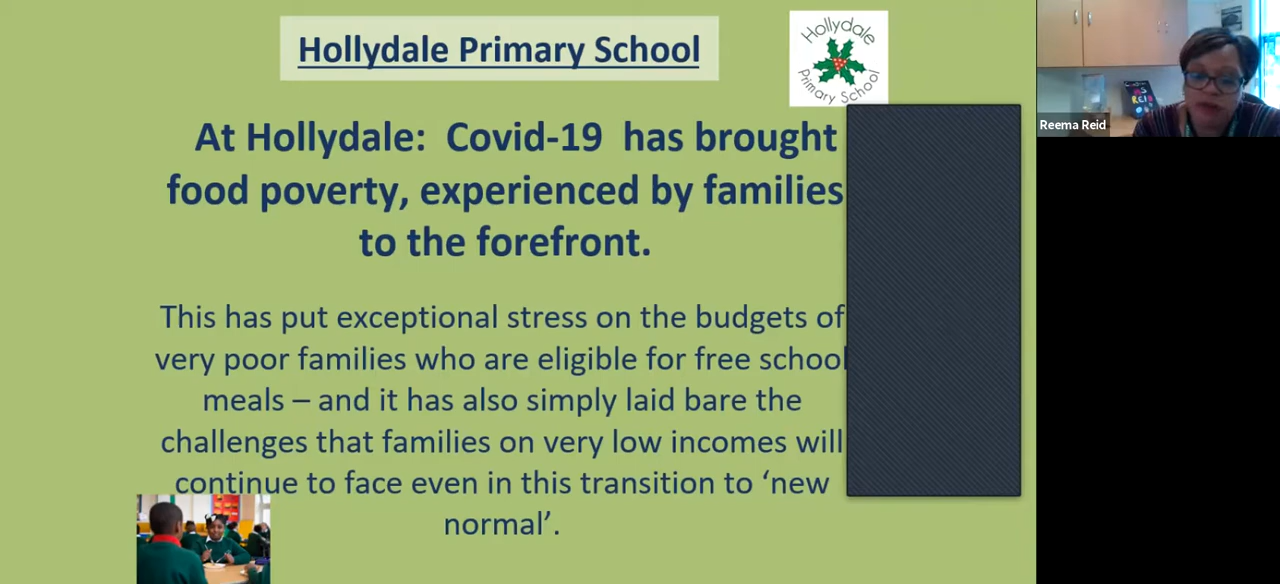 Hollydale Primary School
Hollydale
Primary School
At Hollydale: Covid-19 has brought
food poverty, experienced by families
to the forefront.
Reema Reid
This has put exceptional stress on the budgets of
very poor families who are eligible for free school
meals – and it has also simply laid bare the
challenges that families on very low incomes will
continue to face even in this transition to ‘new
normal’.